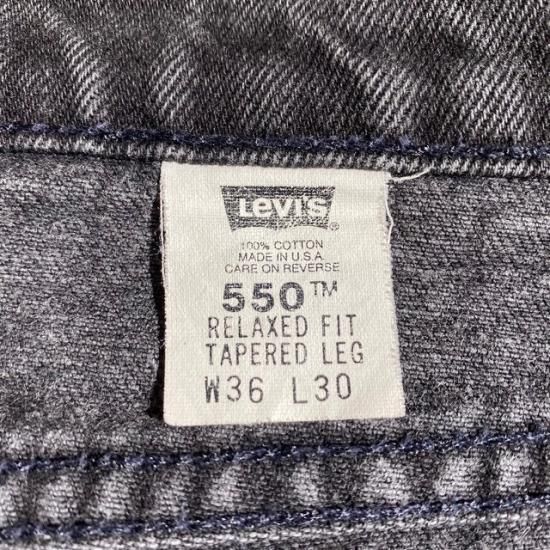 LEVI'S
®
100% COTTON
MADE IN U.S.A.
CARE ON REVERSE
550™
RELAXED FIT
TAPERED LEG
W36 L30